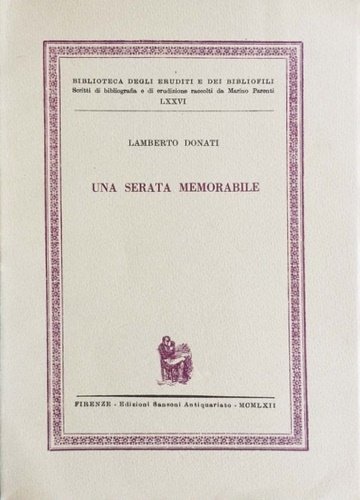 BIBLIOTECA DEGLI ERUDITI E DEI BIBLIOFILI
Scritti di bibliografia e di erudizione raccolti da Marino Parenti
LXXVI
LAMBERTO DONATI
UNA SERATA MEMORABILE
FIRENZE - Edizioni Sansoni Antiquariato - MCMLXII